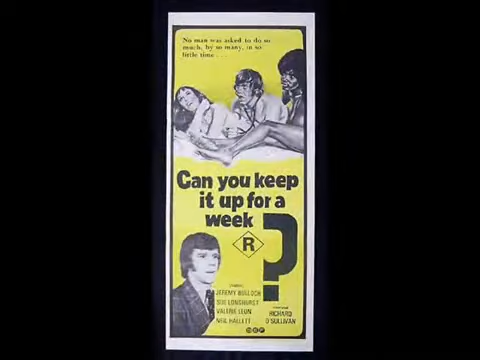 No man was asked to do so
much, by so many, in so
little time . . .
Can you keep
it up for a
week
?
R
JEREMY BULLOCH
SUE LONGHURST
VALERIE LEON
NEIL HALLETT
RICHARD
O'SULLIVAN